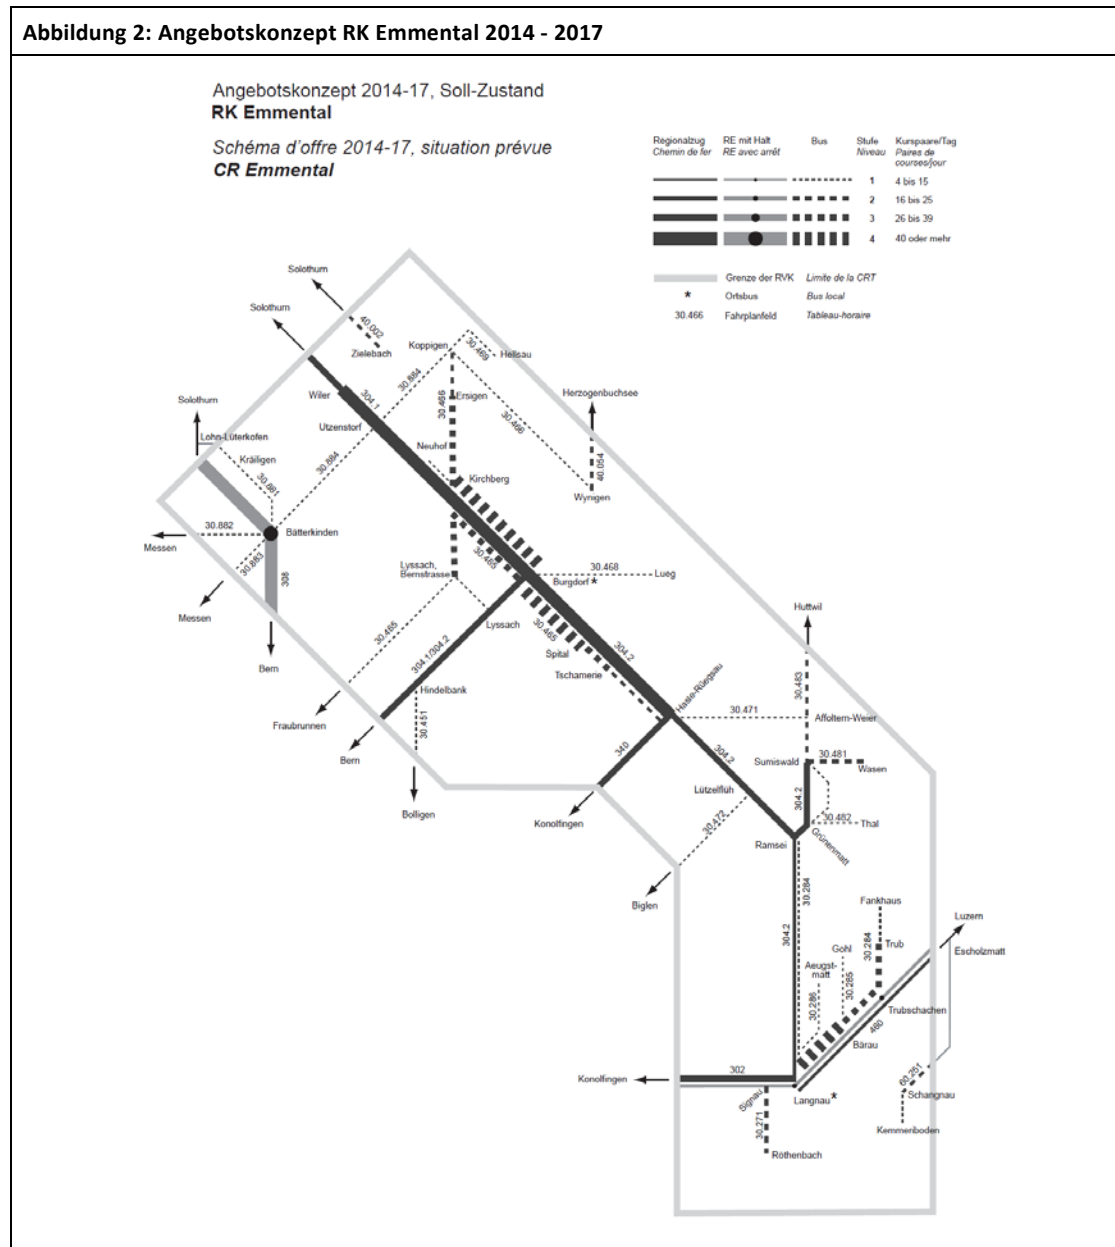 Abbildung 2: Angebotskonzept RK Emmental 2014 - 2017
Angebotskonzept 2014-17, Soll-Zustand
RK Emmental
Schéma d'offre 2014-17, situation prévue
CR Emmental
Regionalzug
Chemin de fer
RE mit Halt
RE avec arrêt
Bus
Stufe
Niveau
Kurspaare/Tag
Paires de
courses/jour
1 4 bis 15
2 16 bis 25
3 26 bis 39
4 40 oder mehr
Grenze der RVK Limite de la CRT
* Ortsbus Bus local
30.466 Fahrplanfeld Tableau-horaire
Solothurn
Solothurn
40.002
Zielebach
Koppigen
30.469
Hellsau
30.884
Wiler
304.1
Ersigen
30.466
Herzogenbuchsee
Solothurn
Utzenstorf
30.466
Lohn-Lüterkofen
Neuhof
Kräiligen
30.884
40.054
30.881
Kirchberg
Wynigen
30.882
Bätterkinden
Messen
30.883
30.465
Lyssach,
Bernstrasse
30.468
Lueg
Burgdorf *
308
Messen
Huttwil
Lyssach
30.465
30.465
304.2
Spital
304.1/304.2
Bern
Tschamerie
30.483
Hindelbank
Hasle-Rüegsau
Fraubrunnen
30.451
30.471
Affoltern-Weier
340
304.2
Bern
Sumiswald
30.481
Wasen
Lützelflüh
304.2
Bolligen
Konolfingen
30.472
30.482
Thal
Grünenmatt
Ramsei
30.284
Biglen
Fankhaus
Luzern
304.2
30.284
Trub
Gohl
Escholzmatt
Aeugst-
matt
30.285
30.286
Trubschachen
460
Bärau
302
Konolfingen
60.251
Signau
Langnau *
Schangnau
30.271
Kemmeriboden
Röthenbach